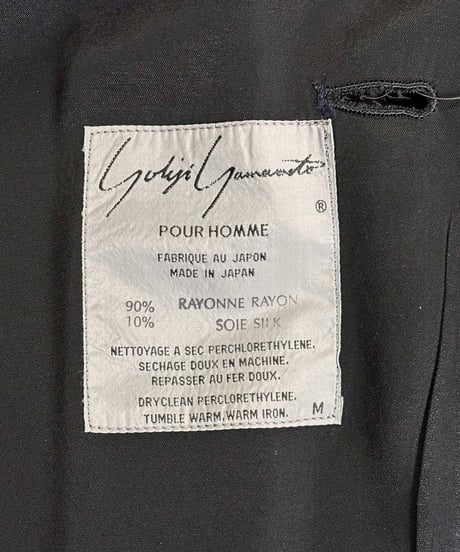 Yohji Yamamoto
®
POUR HOMME
FABRIQUE AU JAPON
MADE IN JAPAN
90% RAYONNE RAYON
10% SOIE SILK
NETTOYAGE A SEC PERCHLORETHYLENE.
SECHAGE DOUX EN MACHINE.
REPASSER AU FER DOUX.
DRYCLEAN PERCLORETHYLENE.
TUMBLE WARM,WARM IRON.
M